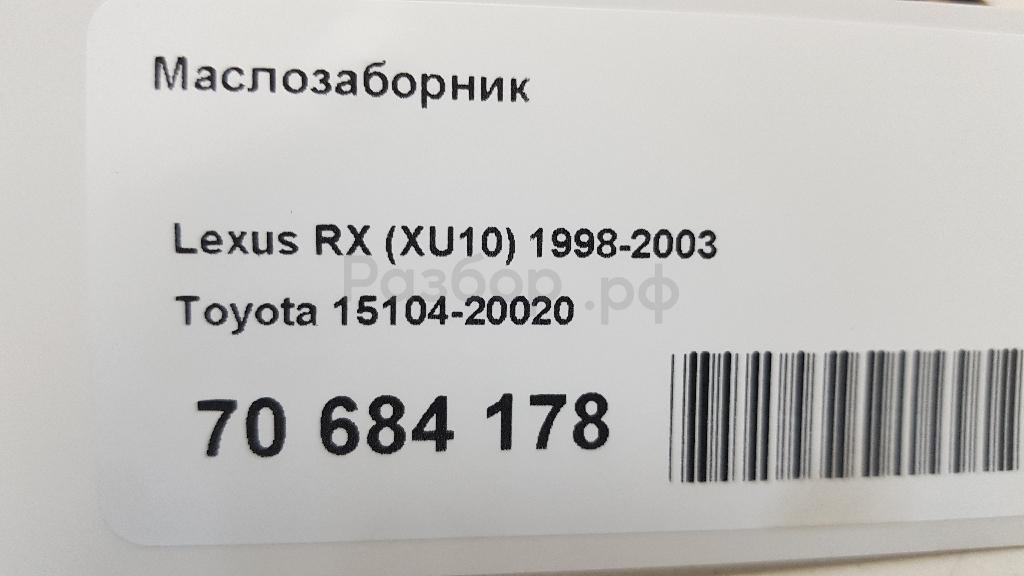 Маслозаборник
Lexus RX (XU10) 1998-2003
Разбор.рф
Toyota 15104-20020
70 684 178